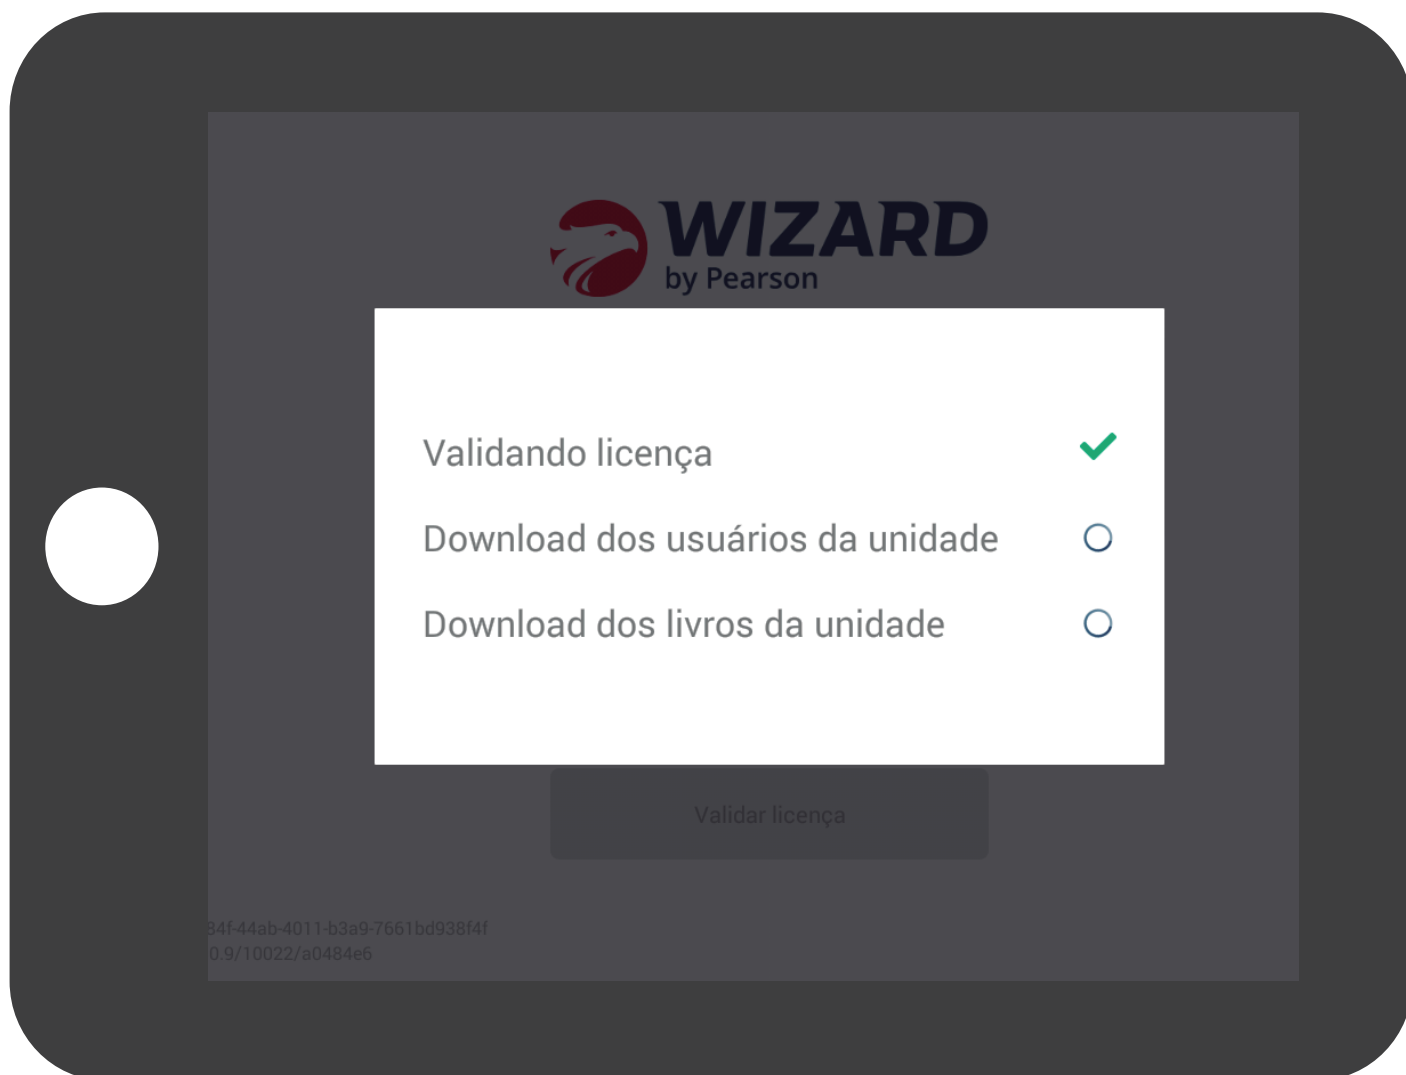 WIZARD
by Pearson
Validando licença
Download dos usuários da unidade
Download dos livros da unidade
Validar licença
84f-44ab-4011-b3a9-7661bd938f4f
0.9/10022/a0484e6